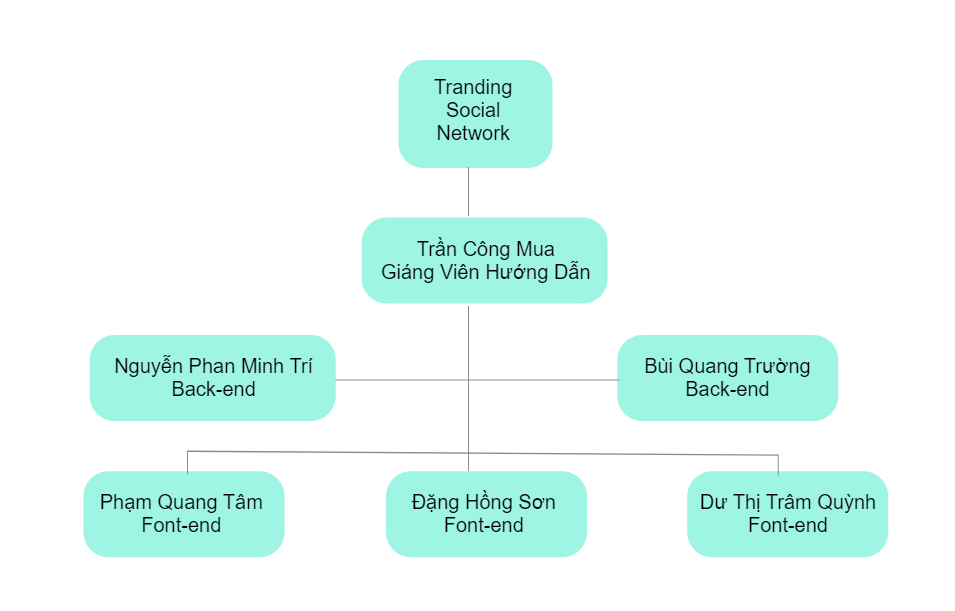 Tranding
Social
Network
Trần Công Mua
Giáng Viên Hướng Dẫn
Nguyễn Phan Minh Trí
Back-end
Bùi Quang Trường
Back-end
Phạm Quang Tâm
Font-end
Đặng Hồng Sơn
Font-end
Dư Thị Trâm Quỳnh
Font-end